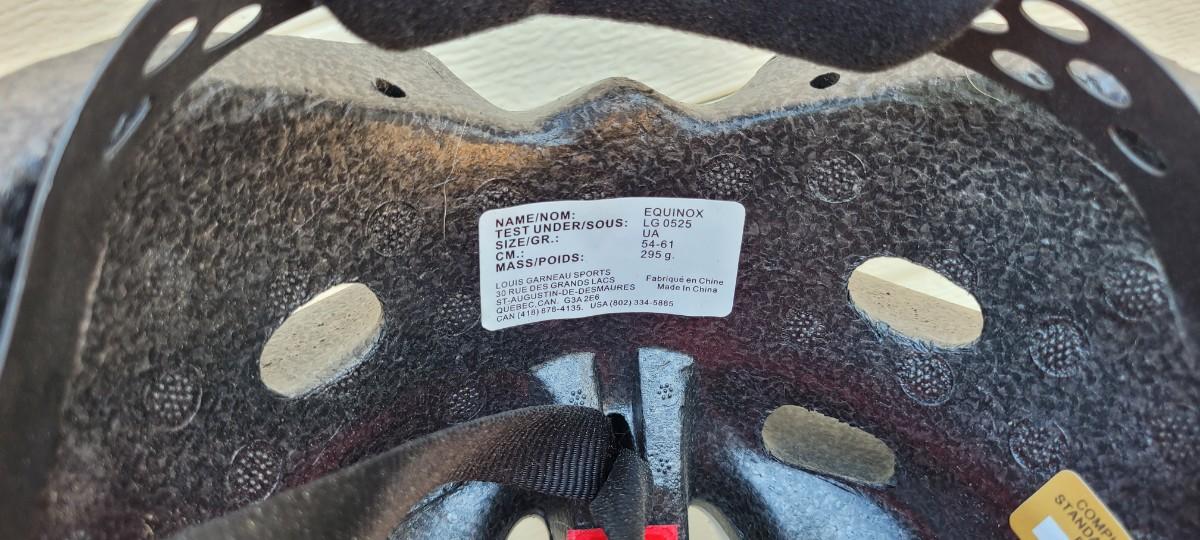 NAME/NOM: EQUINOX
TEST UNDER/SOUS: LG 0525
SIZE/GR.: UA
CM.: 54-61
MASS/POIDS: 295 g.
LOUIS GARNEAU SPORTS
30 RUE DES GRANDS LACS
ST-AUGUSTIN-DE-DESMAURES
QUEBEC, CAN. G3A 2E6
CAN (418) 878-4135. USA (802) 334-5885
Fabriqué en Chine
Made In China